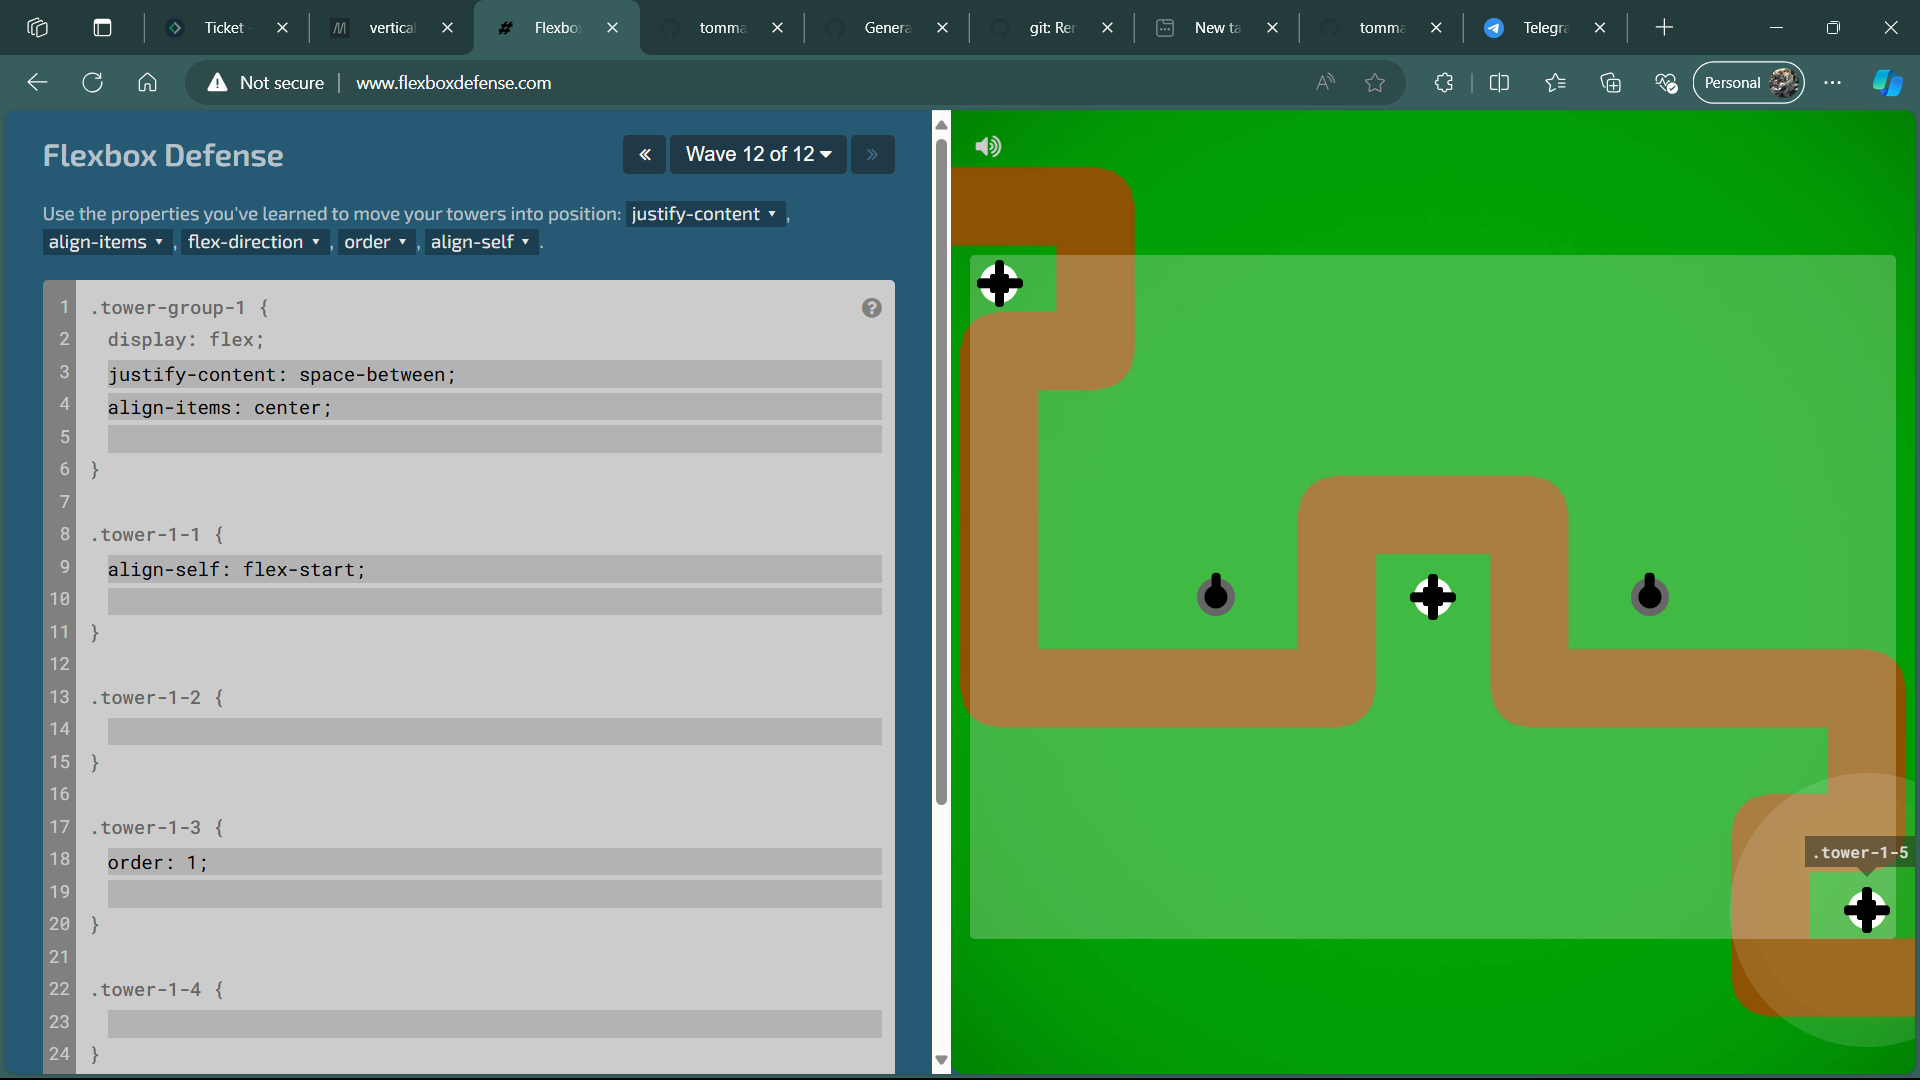 Ticket
vertical
Flexbo
tomma
Genera
git: Rer
New ta
tomma
Telegra
Not secure
www.flexboxdefense.com
Personal
Flexbox Defense
« Wave 12 of 12 »
Use the properties you've learned to move your towers into position: justify-content ,
align-items , flex-direction , order , align-self .
1 .tower-group-1 {
2 display: flex;
3 justify-content: space-between;
4 align-items: center;
5
6 }
7
8 .tower-1-1 {
9 align-self: flex-start;
10
11 }
12
13 .tower-1-2 {
14
15 }
16
17 .tower-1-3 {
18 order: 1;
19
20 }
21
22 .tower-1-4 {
23
24 }
?
.tower-1-5